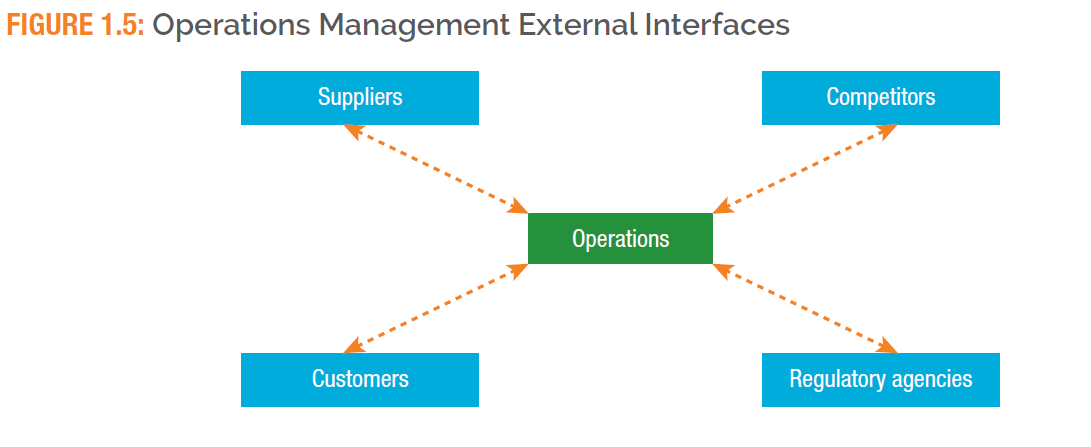 FIGURE 1.5: Operations Management External Interfaces
Suppliers
Competitors
Operations
Customers
Regulatory agencies